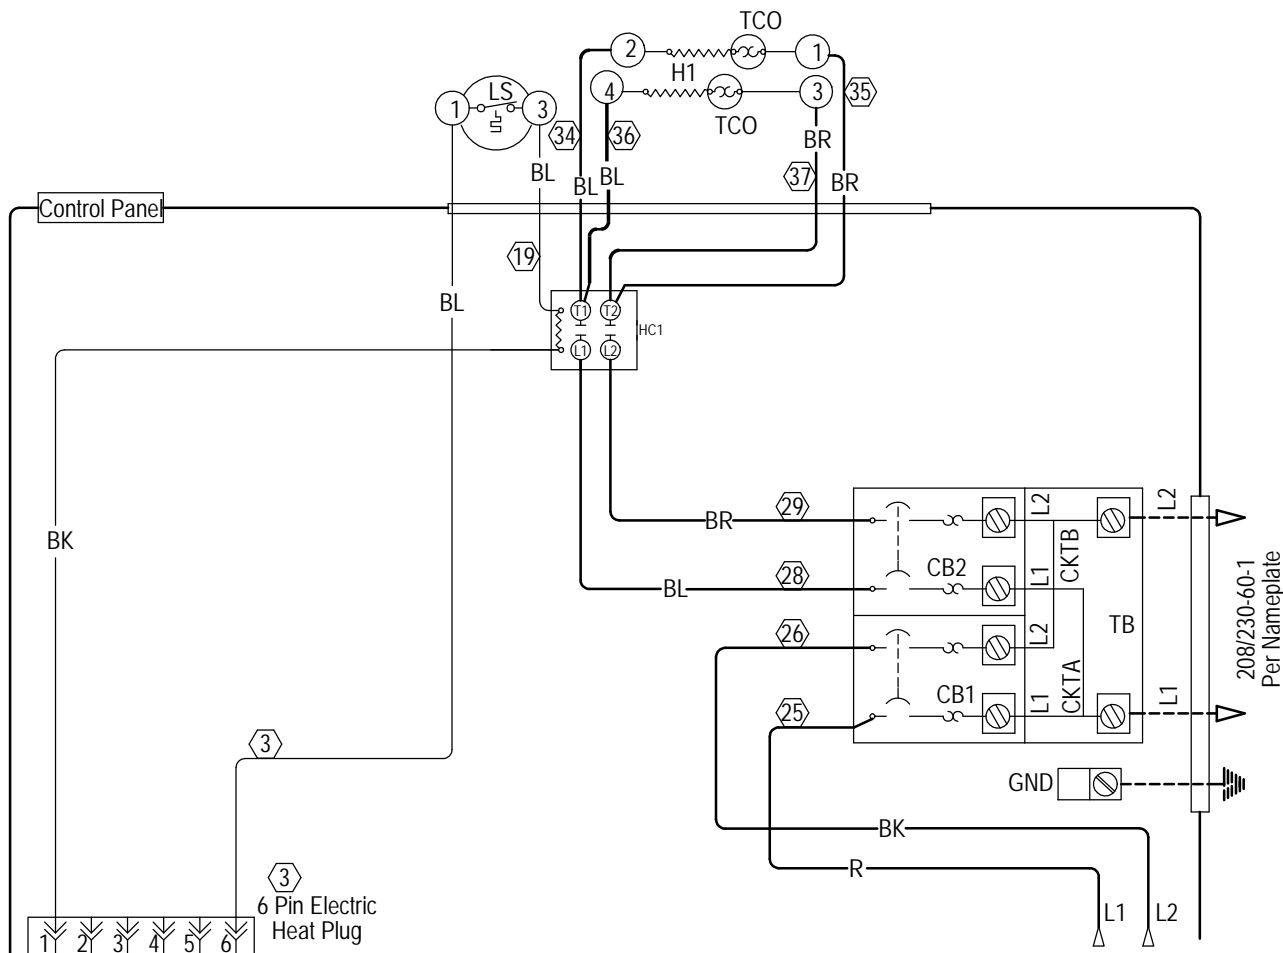 TCO
2
1
H1
4
3
TCO
35
LS
1
3
34
36
BR
BL
37
BL
BL
BR
Control Panel
19
BL
T1
T2
HC1
L1
L2
BK
29
BR
L2
L2
CKTB
28
BL
CB2
L1
26
L2
TB
208/230-60-1
Per Nameplate
25
CB1
L1
CKTA
L1
3
GND
BK
R
3
6 Pin Electric
Heat Plug
L1
L2
1
2
3
4
5
6